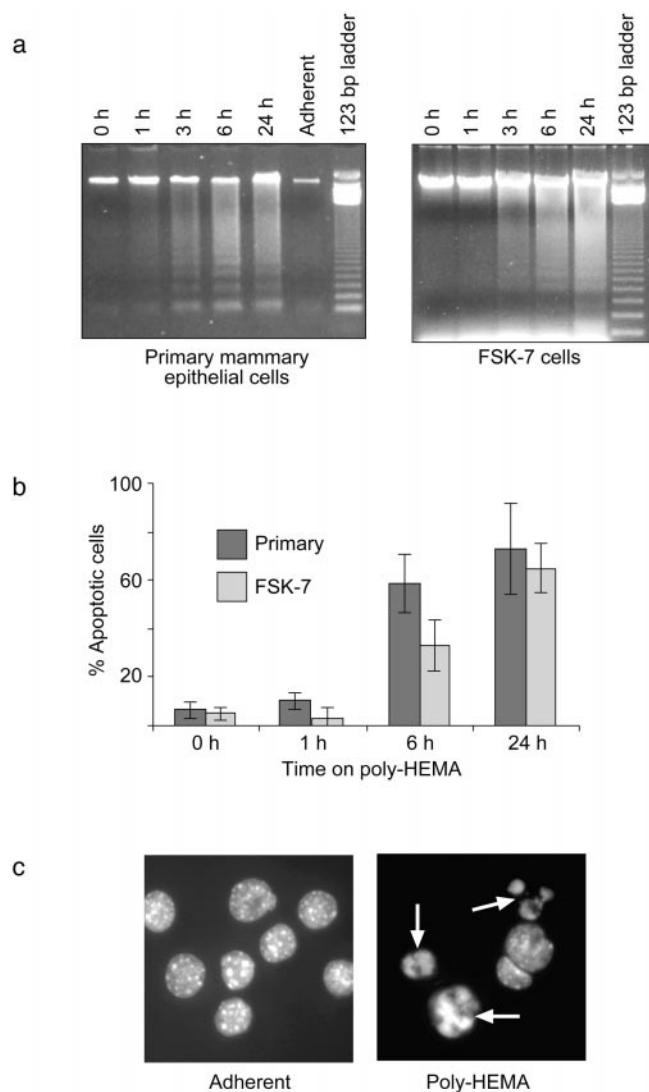 a
0 h
1 h
3 h
6 h
24 h
Adherent
123 bp ladder
0 h
1 h
3 h
6 h
24 h
123 bp ladder
Primary mammary
epithelial cells
FSK-7 cells
b
% Apoptotic cells
100
60
20
Primary
FSK-7
0 h
1 h
6 h
24 h
Time on poly-HEMA
c
Adherent
Poly-HEMA